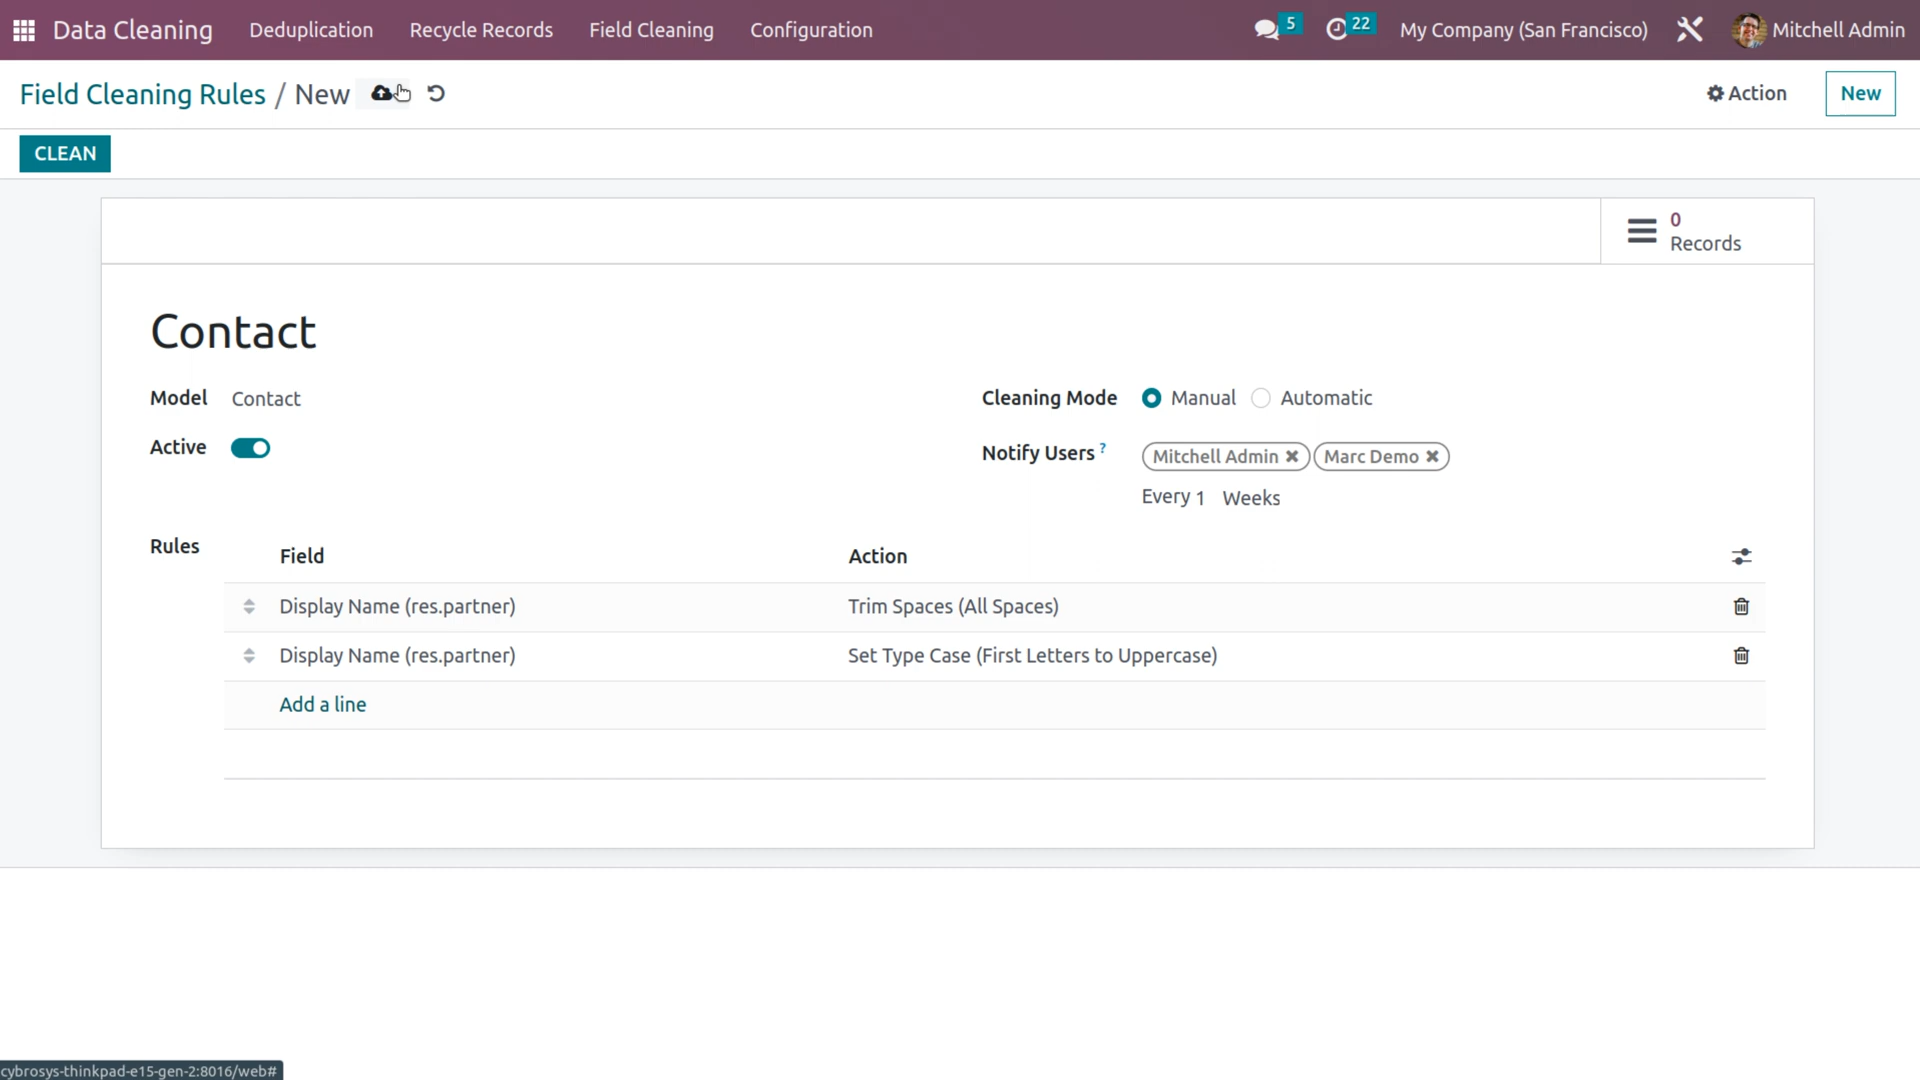 Data Cleaning Deduplication Recycle Records Field Cleaning Configuration 5 22 My Company (San Francisco) Mitchell Admin
Field Cleaning Rules / New Action New
CLEAN
0
Records
Contact
Model Contact Cleaning Mode Manual Automatic
Active Notify Users ? Mitchell Admin ✖ Marc Demo ✖
Every 1 Weeks
Rules
Field Action
Display Name (res.partner) Trim Spaces (All Spaces)
Display Name (res.partner) Set Type Case (First Letters to Uppercase)
Add a line
cybrosys-thinkpad-e15-gen-2:8016/web#